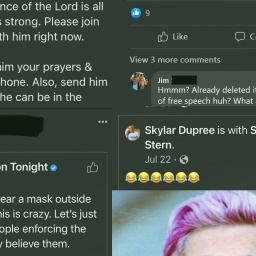 nce of the Lord is all
s strong. Please join
th him right now.
im your prayers &
hone. Also, send him
he can be in the
on Tonight
ear a mask outside
his is crazy. Let's just
ople enforcing the
y believe them.
9
Like
View 3 more comments
Jim
Hmmm? Already deleted it
of free speech huh? What
Skylar Dupree is with S
Stern.
Jul 22 ·